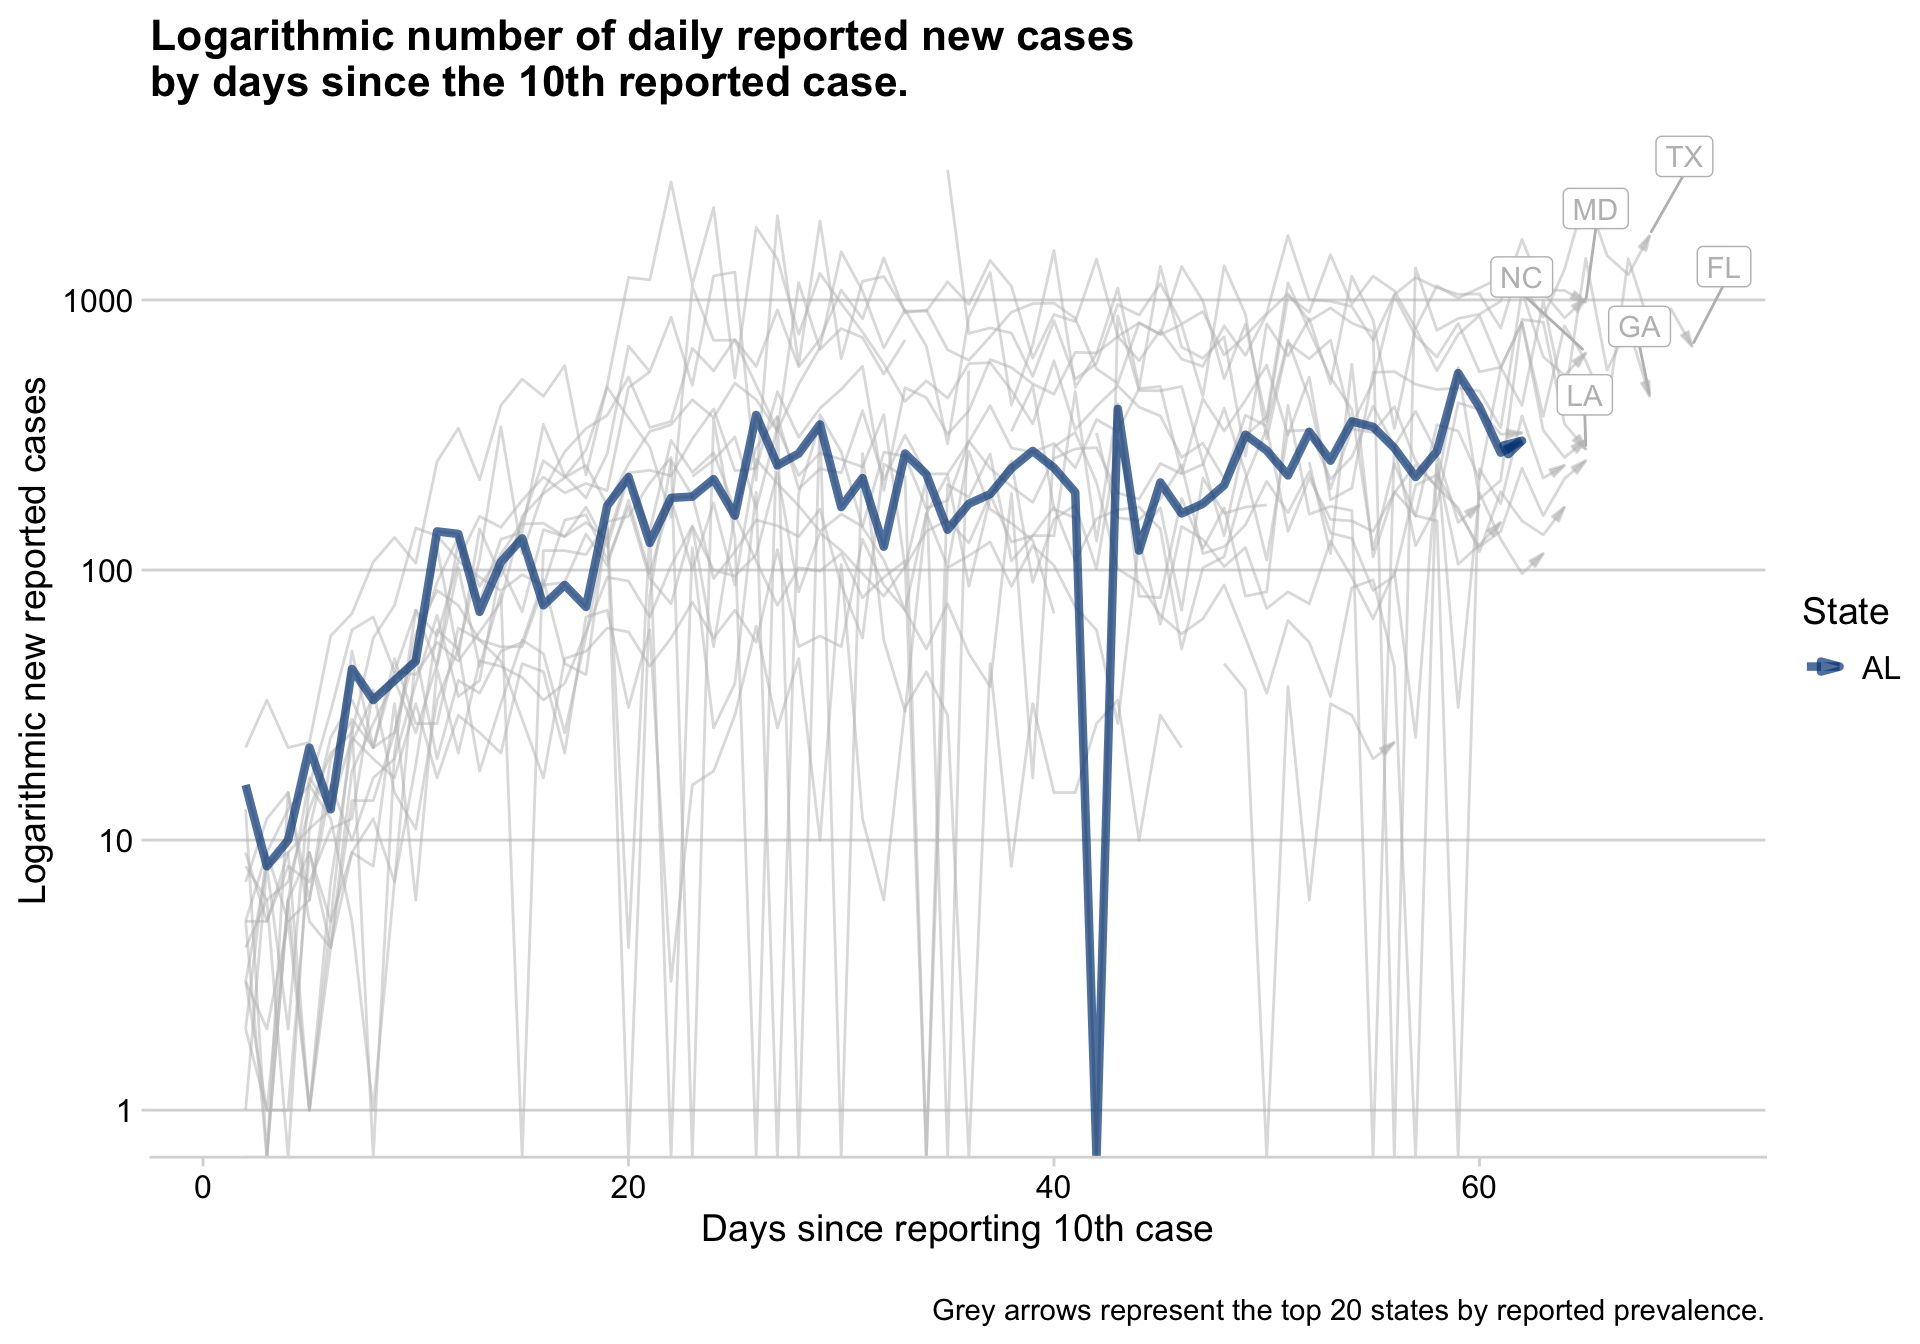 Logarithmic number of daily reported new cases
by days since the 10th reported case.
TX
MD
FL
NC
GA
LA
1000
100
10
1
Logarithmic new reported cases
0
20
40
60
Days since reporting 10th case
State
AL
Grey arrows represent the top 20 states by reported prevalence.